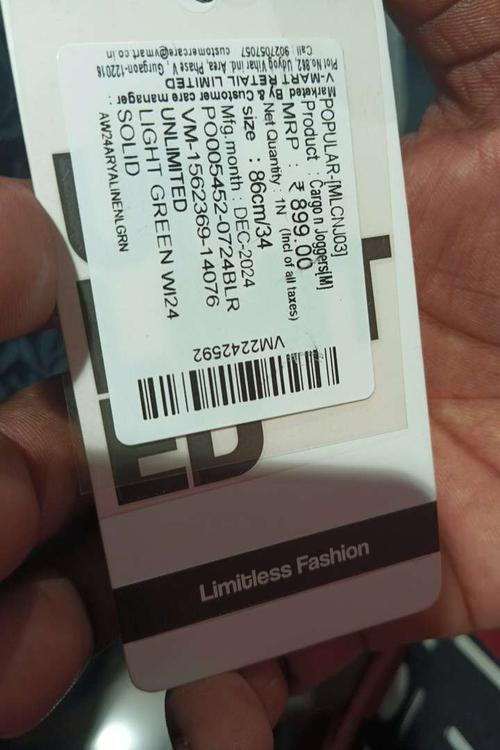 POPULAR-[MLCNJ03]
Product : Cargo n Joggers[M]
MRP : ₹ 899.00
(Incl of all taxes)
Net Quantity : 1N
size : 86cm/34
Mfg.month : DEC-2024
PO005452-0724BLR
VM-1562369-14076
UNLIMITED
LIGHT GREEN WI24
SOLID
AW24ARYALINENLGRN
Marketed By & Customer care manager :
V-MART RETAIL LIMITED
Plot No 862, Udyog Vihar ind, Area, Phase V, Gurgaon-122016
Call : 9027057057
customercare@vmart.co.in
VM2242592
ED
Limitless Fashion